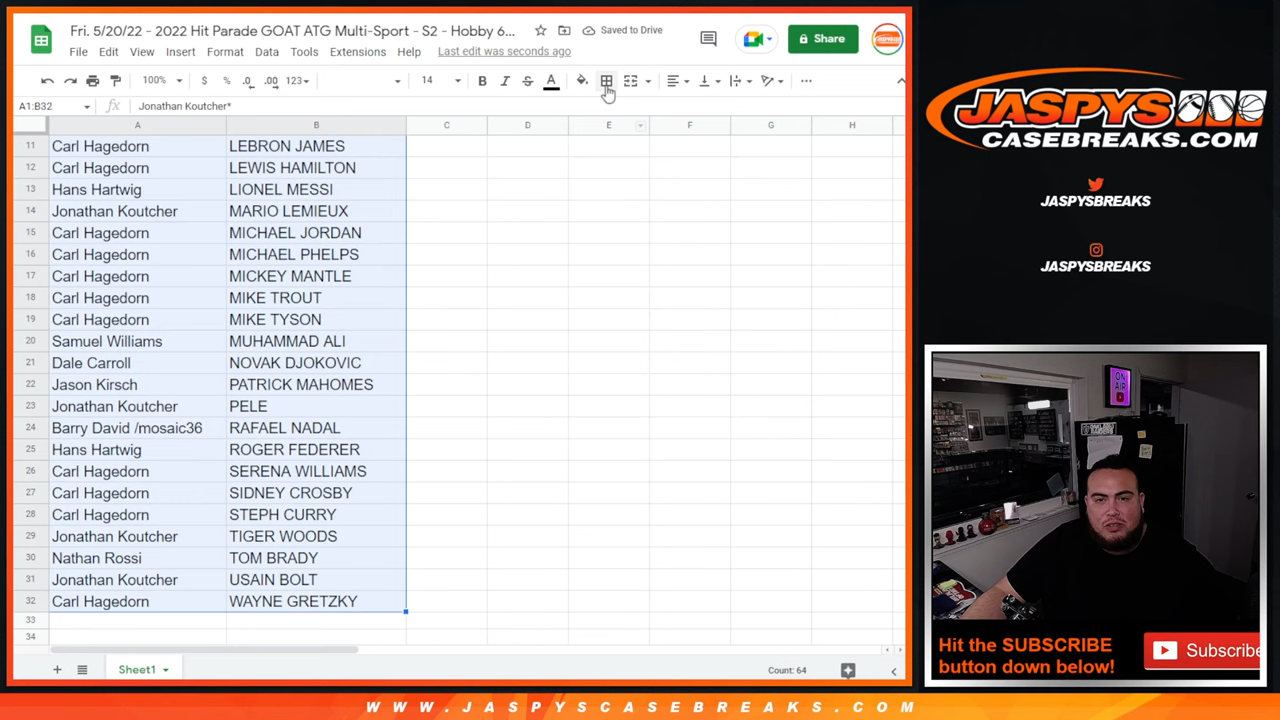 Fri. 5/20/22 - 2022 Hit Parade GOAT ATG Multi-Sport - S2 - Hobby 6...
Saved to Drive
Share
File Edit View Insert Format Data Tools Extensions Help Last edit was seconds ago
100% $ % .0 .00 123 14 B I S A
A1:B32 fx Jonathan Koutcher*
A B C D E F G H
11 Carl Hagedorn LEBRON JAMES
12 Carl Hagedorn LEWIS HAMILTON
13 Hans Hartwig LIONEL MESSI
14 Jonathan Koutcher MARIO LEMIEUX
15 Carl Hagedorn MICHAEL JORDAN
16 Carl Hagedorn MICHAEL PHELPS
17 Carl Hagedorn MICKEY MANTLE
18 Carl Hagedorn MIKE TROUT
19 Carl Hagedorn MIKE TYSON
20 Samuel Williams MUHAMMAD ALI
21 Dale Carroll NOVAK DJOKOVIC
22 Jason Kirsch PATRICK MAHOMES
23 Jonathan Koutcher PELE
24 Barry David /mosaic36 RAFAEL NADAL
25 Hans Hartwig ROGER FEDERER
26 Carl Hagedorn SERENA WILLIAMS
27 Carl Hagedorn SIDNEY CROSBY
28 Carl Hagedorn STEPH CURRY
29 Jonathan Koutcher TIGER WOODS
30 Nathan Rossi TOM BRADY
31 Jonathan Koutcher USAIN BOLT
32 Carl Hagedorn WAYNE GRETZKY
33
34
Sheet1
Count: 64
JASPYS
CASEBREAKS.COM
JASPYSBREAKS
JASPYSBREAKS
ON
AIR
Hit the SUBSCRIBE
button down below!
Subscribe
WWW.JASPYSCASEBREAKS.COM